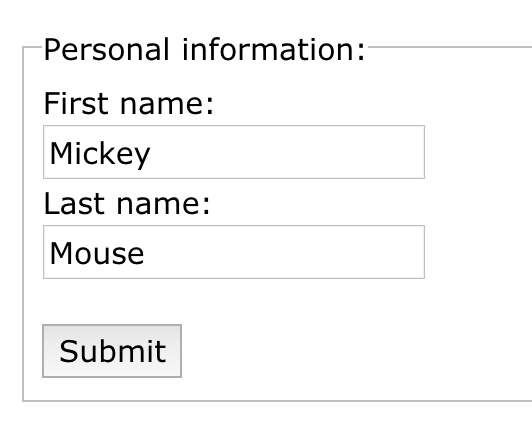 Personal information:
First name:
Mickey
Last name:
Mouse
Submit